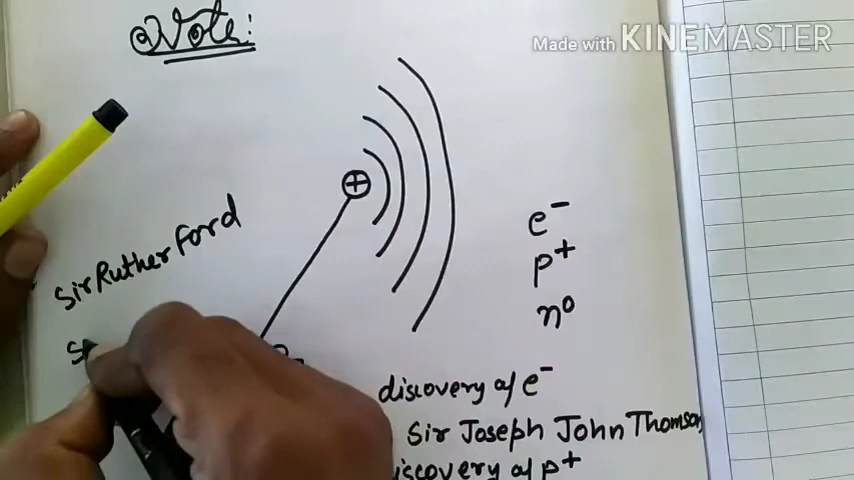 Note:
Made with KINEMASTER
e⁻
p⁺
n⁰
Sir Rutherford
discovery of e⁻
Sir Joseph John Thomson
discovery of p⁺